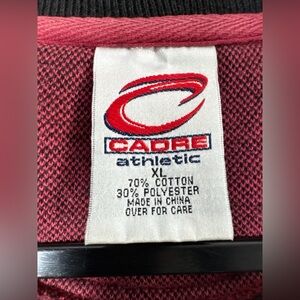 CADRE
athletic
XL
70% COTTON
30% POLYESTER
MADE IN CHINA
OVER FOR CARE